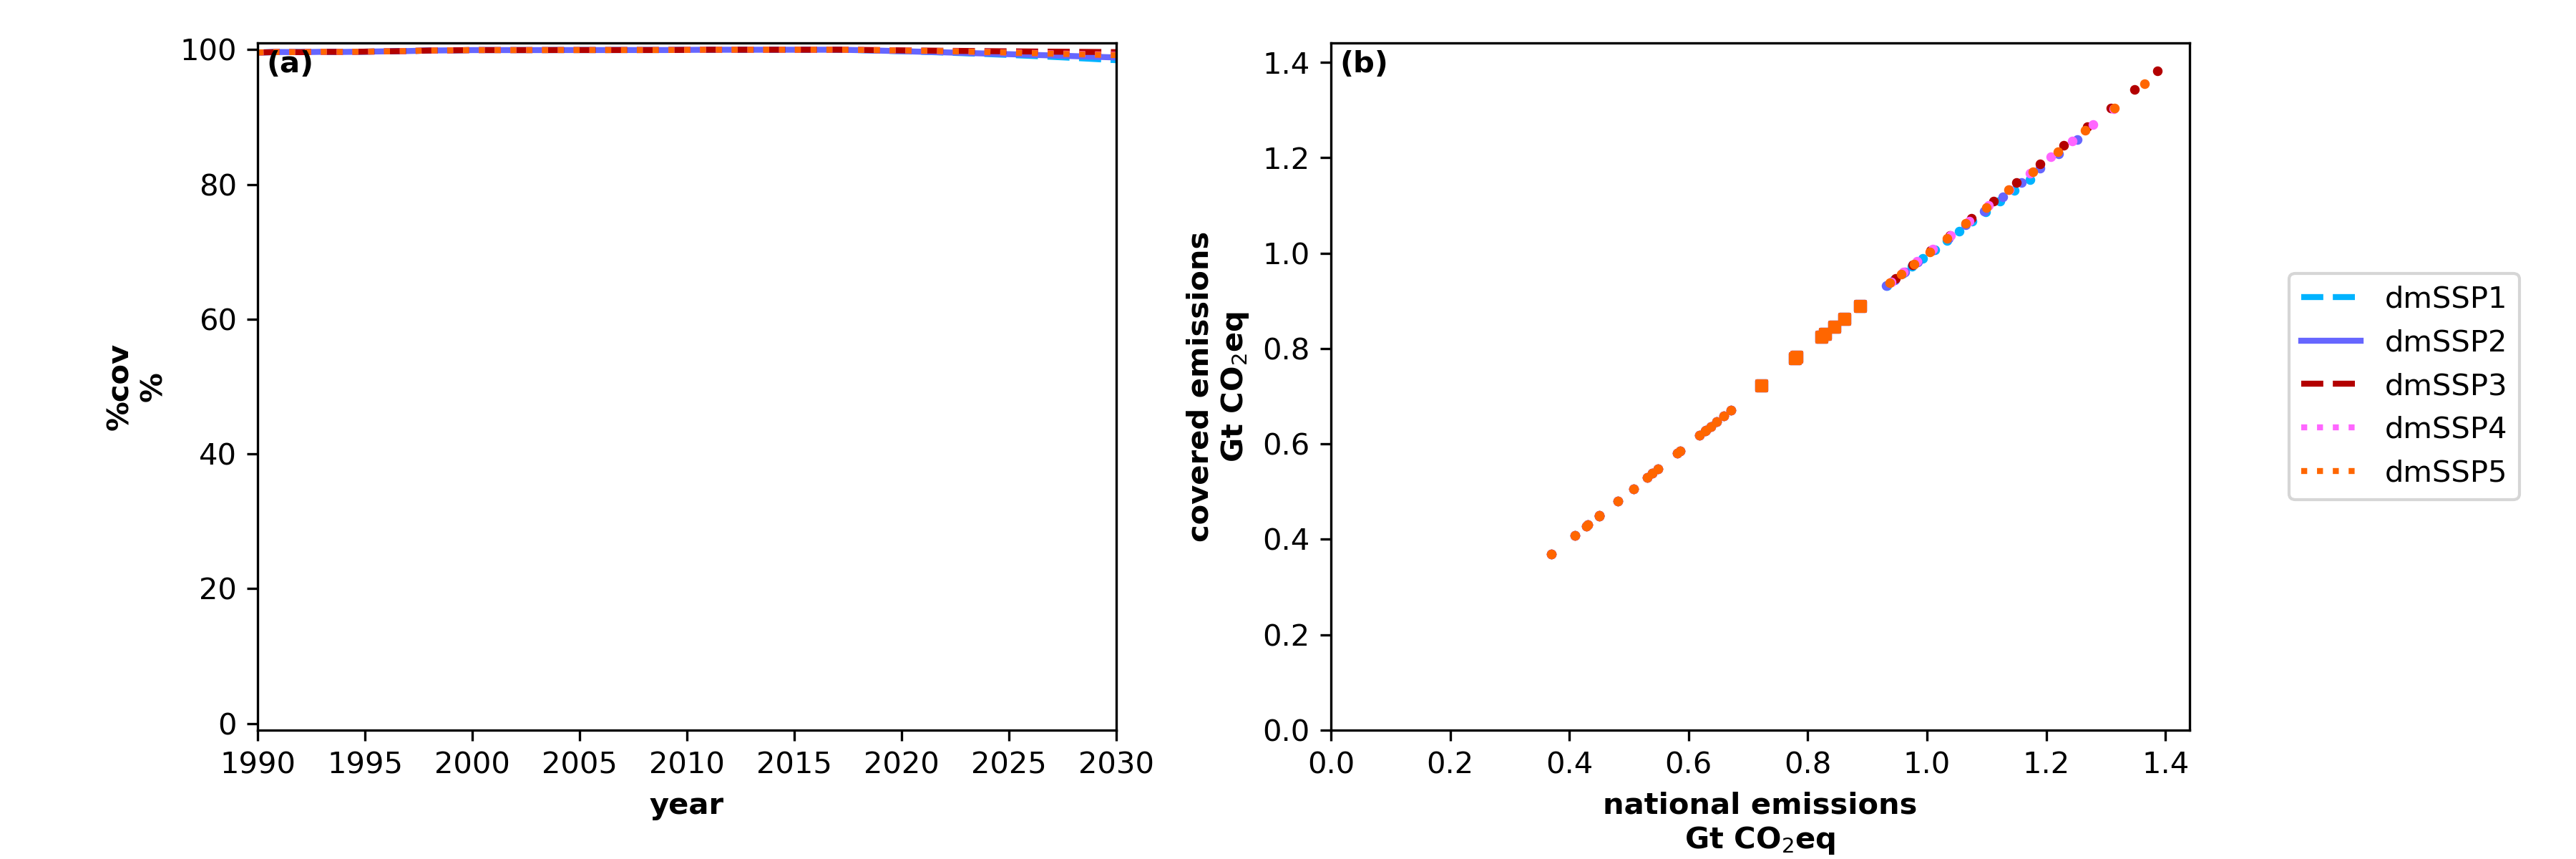 (a)
100
80
60
40
20
0
%cov
%
1990 1995 2000 2005 2010 2015 2020 2025 2030
year
(b)
1.4
1.2
1.0
0.8
0.6
0.4
0.2
0.0
covered emissions
Gt CO₂eq
0.0 0.2 0.4 0.6 0.8 1.0 1.2 1.4
national emissions
Gt CO₂eq
dmSSP1
dmSSP2
dmSSP3
dmSSP4
dmSSP5